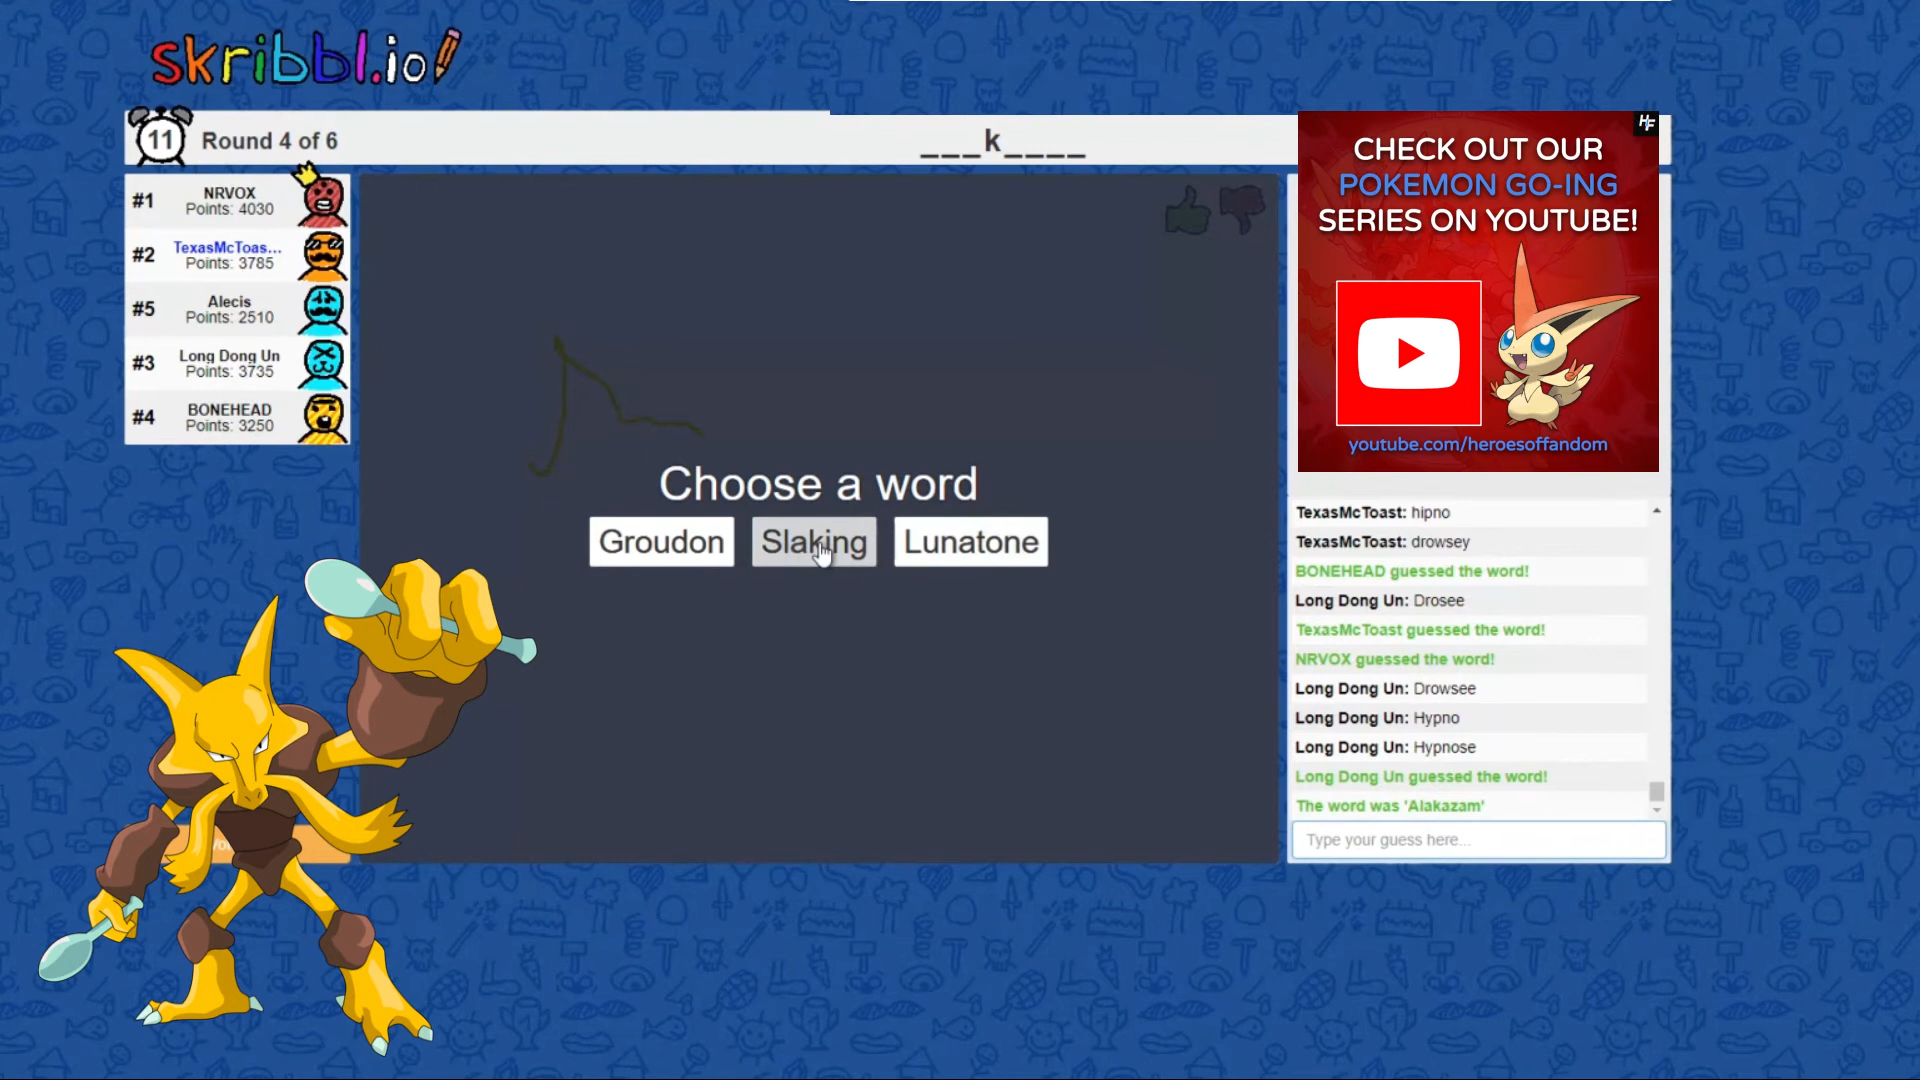 skribbl.io
11
Round 4 of 6
___k____
#1
NRVOX
Points: 4030
#2
TexasMcToas...
Points: 3785
#5
Alecis
Points: 2510
#3
Long Dong Un
Points: 3735
#4
BONEHEAD
Points: 3250
Choose a word
Groudon
Slaking
Lunatone
HF
CHECK OUT OUR
POKEMON GO-ING
SERIES ON YOUTUBE!
youtube.com/heroesoffandom
TexasMcToast: hipno
TexasMcToast: drowsey
BONEHEAD guessed the word!
Long Dong Un: Drosee
TexasMcToast guessed the word!
NRVOX guessed the word!
Long Dong Un: Drowsee
Long Dong Un: Hypno
Long Dong Un: Hypnose
Long Dong Un guessed the word!
The word was 'Alakazam'
Type your guess here...